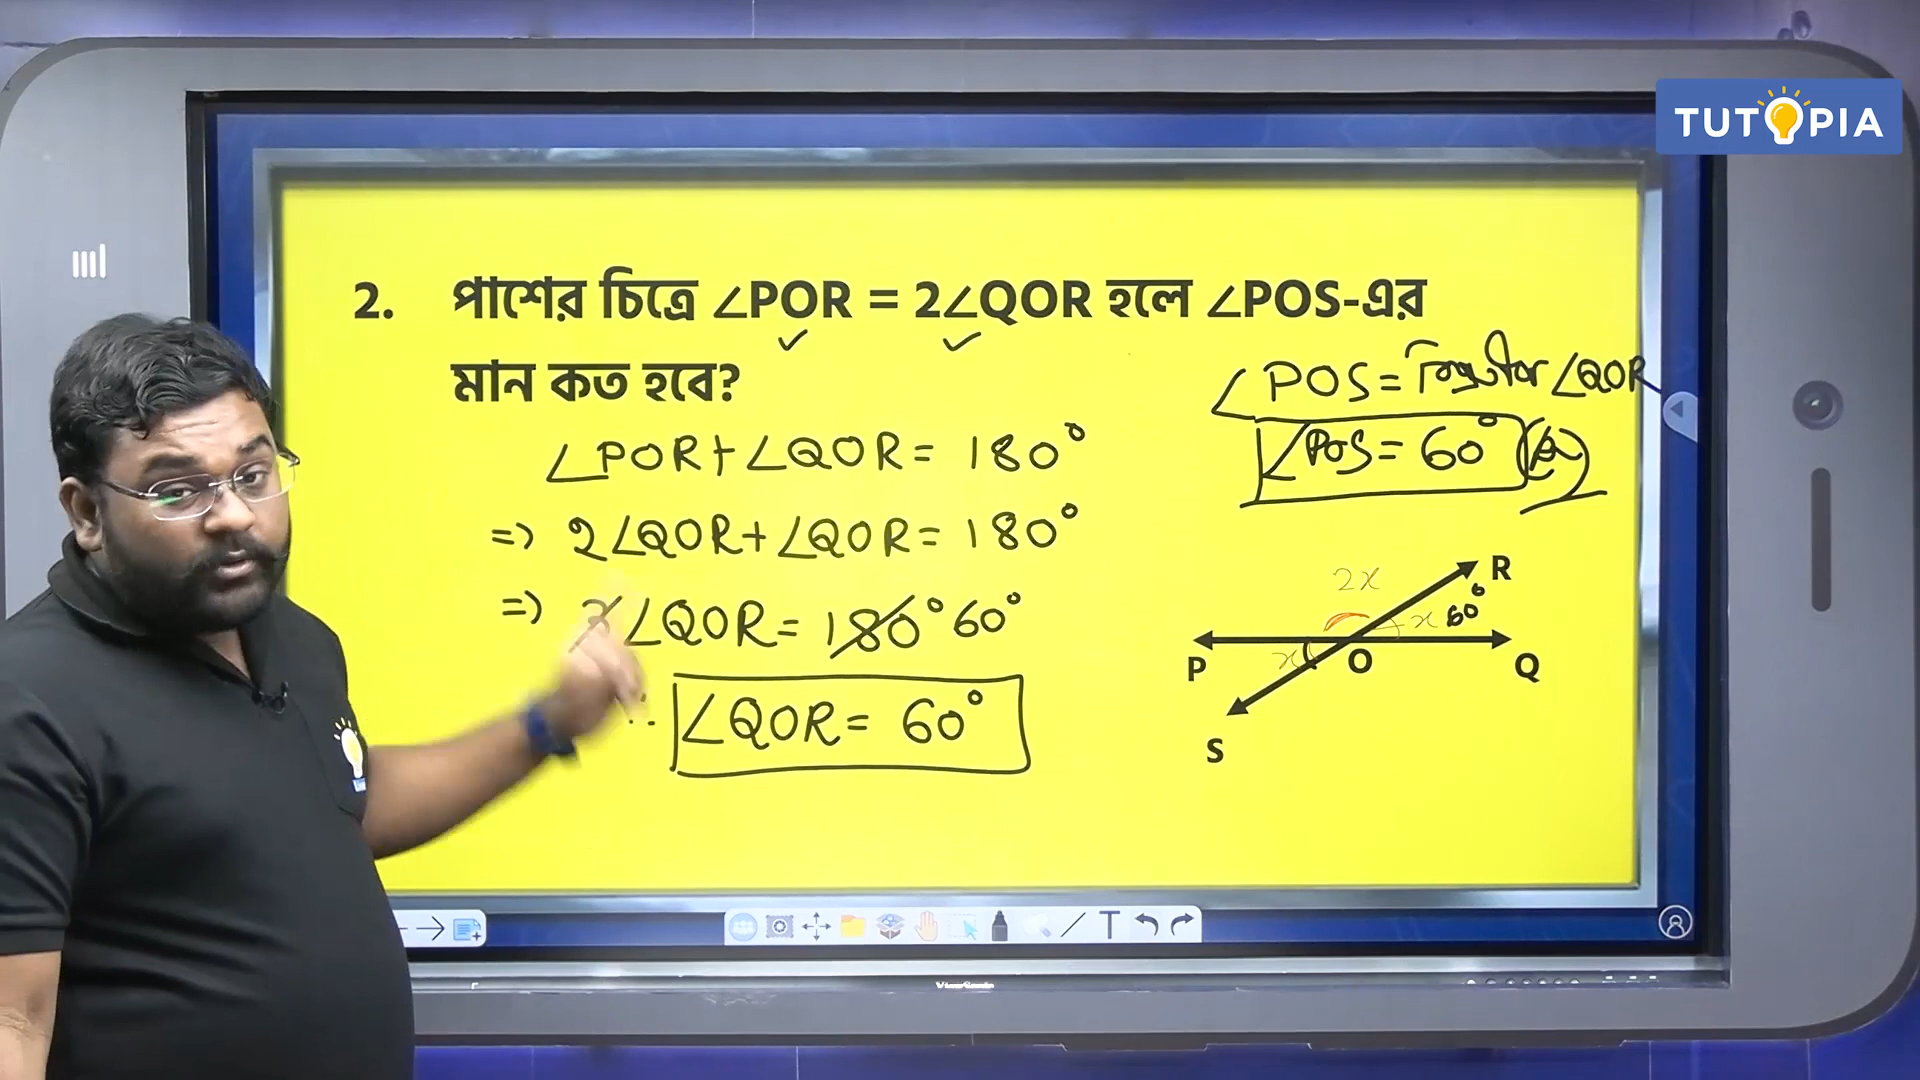 TUTOPIA
2. পাশের চিত্রে ∠POR = 2∠QOR হলে ∠POS-এর
মান কত হবে?
∠POS = বিপ্রতীপ ∠QOR
∠POS = 60°
∠POR + ∠QOR = 180°
=> 2∠QOR + ∠QOR = 180°
=> 3∠QOR = 180° 60°
∴ ∠QOR = 60°
2x
R
x 60°
P
x
O
Q
S
T
ViewSonic